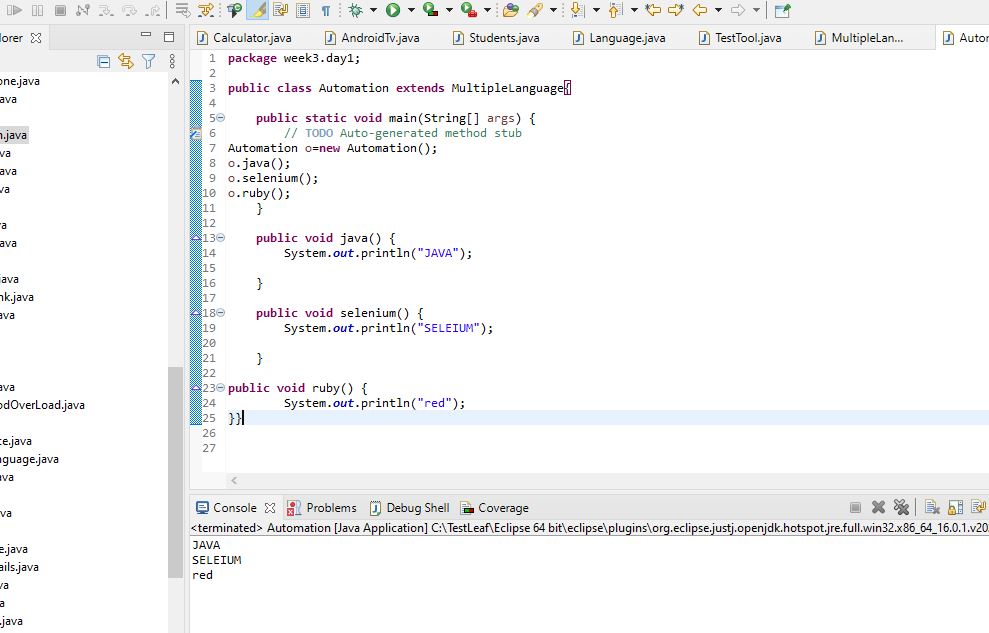 lorer
Calculator.java
AndroidTv.java
Students.java
Language.java
TestTool.java
MultipleLan...
Autor
one.java
ava
n.java
va
ava
va
a
ava
java
nk.java
ava
ava
odOverLoad.java
te.java
nguage.java
ava
va
e.java
ails.java
va
a
.java
1 package week3.day1;
2
3 public class Automation extends MultipleLanguage{
4
5 public static void main(String[] args) {
6 // TODO Auto-generated method stub
7 Automation o=new Automation();
8 o.java();
9 o.selenium();
10 o.ruby();
11 }
12
13 public void java() {
14 System.out.println("JAVA");
15
16 }
17
18 public void selenium() {
19 System.out.println("SELEIUM");
20
21 }
22
23 public void ruby() {
24 System.out.println("red");
25 }}
26
27
Console
Problems
Debug Shell
Coverage
<terminated> Automation [Java Application] C:\TestLeaf\Eclipse 64 bit\eclipse\plugins\org.eclipse.justj.openjdk.hotspot.jre.full.win32.x86_64_16.0.1.v20
JAVA
SELEIUM
red